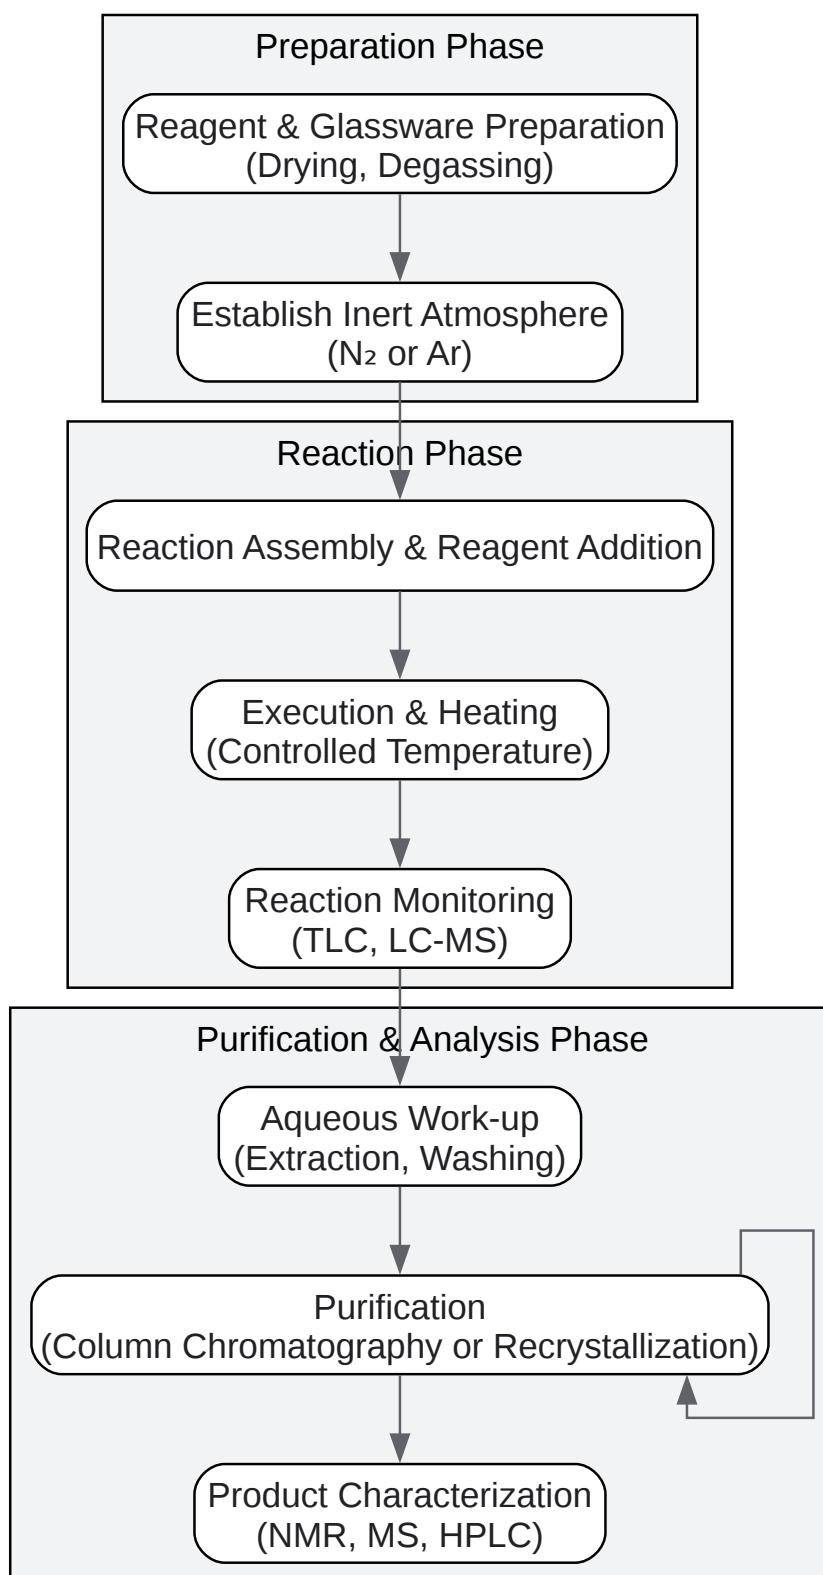 Preparation Phase
Reagent & Glassware Preparation
(Drying, Degassing)
Establish Inert Atmosphere
(N₂ or Ar)
Reaction Phase
Reaction Assembly & Reagent Addition
Execution & Heating
(Controlled Temperature)
Reaction Monitoring
(TLC, LC-MS)
Purification & Analysis Phase
Aqueous Work-up
(Extraction, Washing)
Purification
(Column Chromatography or Recrystallization)
Product Characterization
(NMR, MS, HPLC)